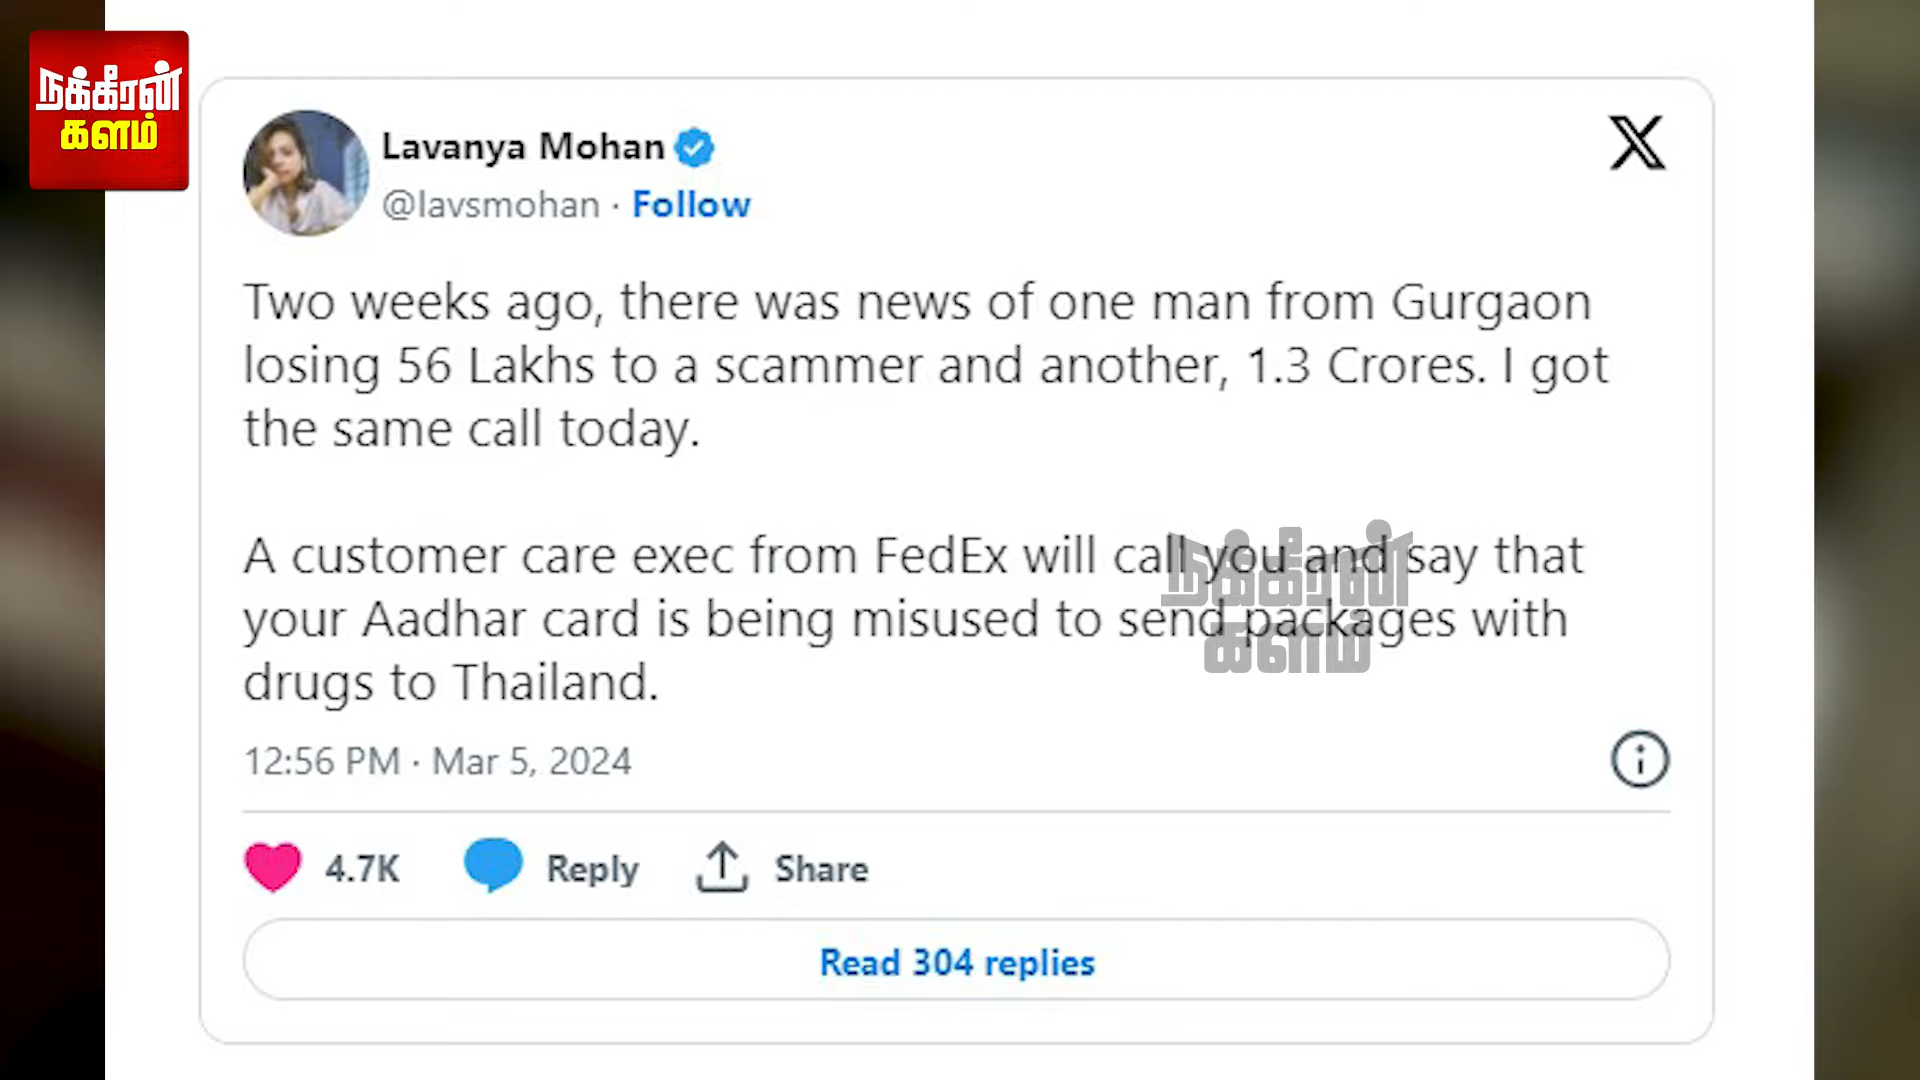 நக்கீரன்
களம்
Lavanya Mohan
@lavsmohan · Follow
Two weeks ago, there was news of one man from Gurgaon
losing 56 Lakhs to a scammer and another, 1.3 Crores. I got
the same call today.
A customer care exec from FedEx will call you and say that
your Aadhar card is being misused to send packages with
drugs to Thailand.
நக்கீரன்
களம்
12:56 PM · Mar 5, 2024
4.7K Reply Share
Read 304 replies